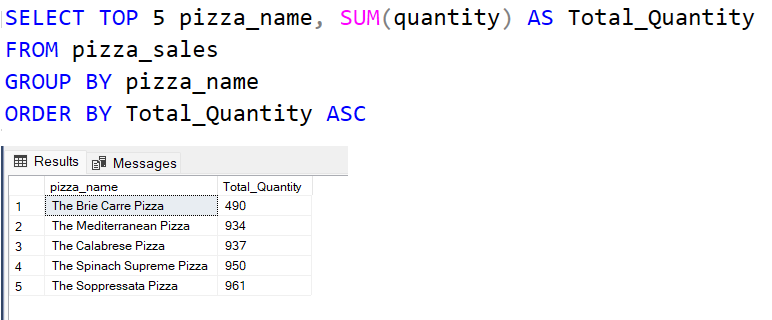 SELECT TOP 5 pizza_name, SUM(quantity) AS Total_Quantity
FROM pizza_sales
GROUP BY pizza_name
ORDER BY Total_Quantity ASC
Results Messages
pizza_name Total_Quantity
1 The Brie Carre Pizza 490
2 The Mediterranean Pizza 934
3 The Calabrese Pizza 937
4 The Spinach Supreme Pizza 950
5 The Soppressata Pizza 961